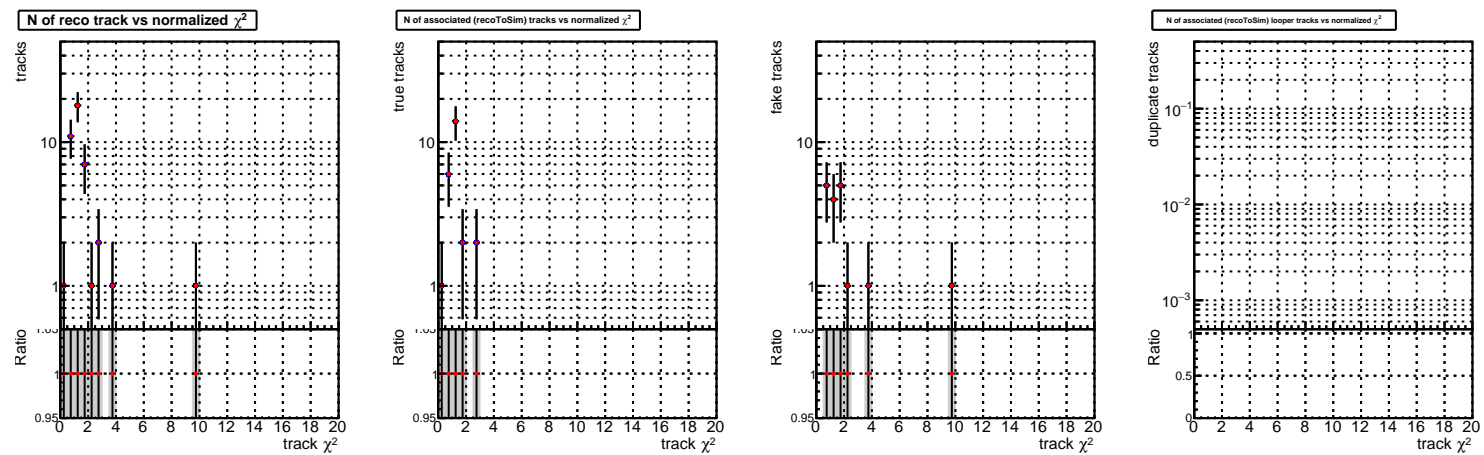 N of reco track vs normalized χ²
tracks
10
1
Ratio
1.05
1
0.95
0 2 4 6 8 10 12 14 16 18 20
track χ²
N of associated (recoToSim) tracks vs normalized χ²
true tracks
10
1
Ratio
1.05
1
0.95
0 2 4 6 8 10 12 14 16 18 20
track χ²
fake tracks
10
1
Ratio
1.05
1
0.95
0 2 4 6 8 10 12 14 16 18 20
track χ²
N of associated (recoToSim) looper tracks vs normalized χ²
duplicate tracks
10⁻¹
10⁻²
10⁻³
Ratio
1
0.5
0
0 2 4 6 8 10 12 14 16 18 20
track χ²